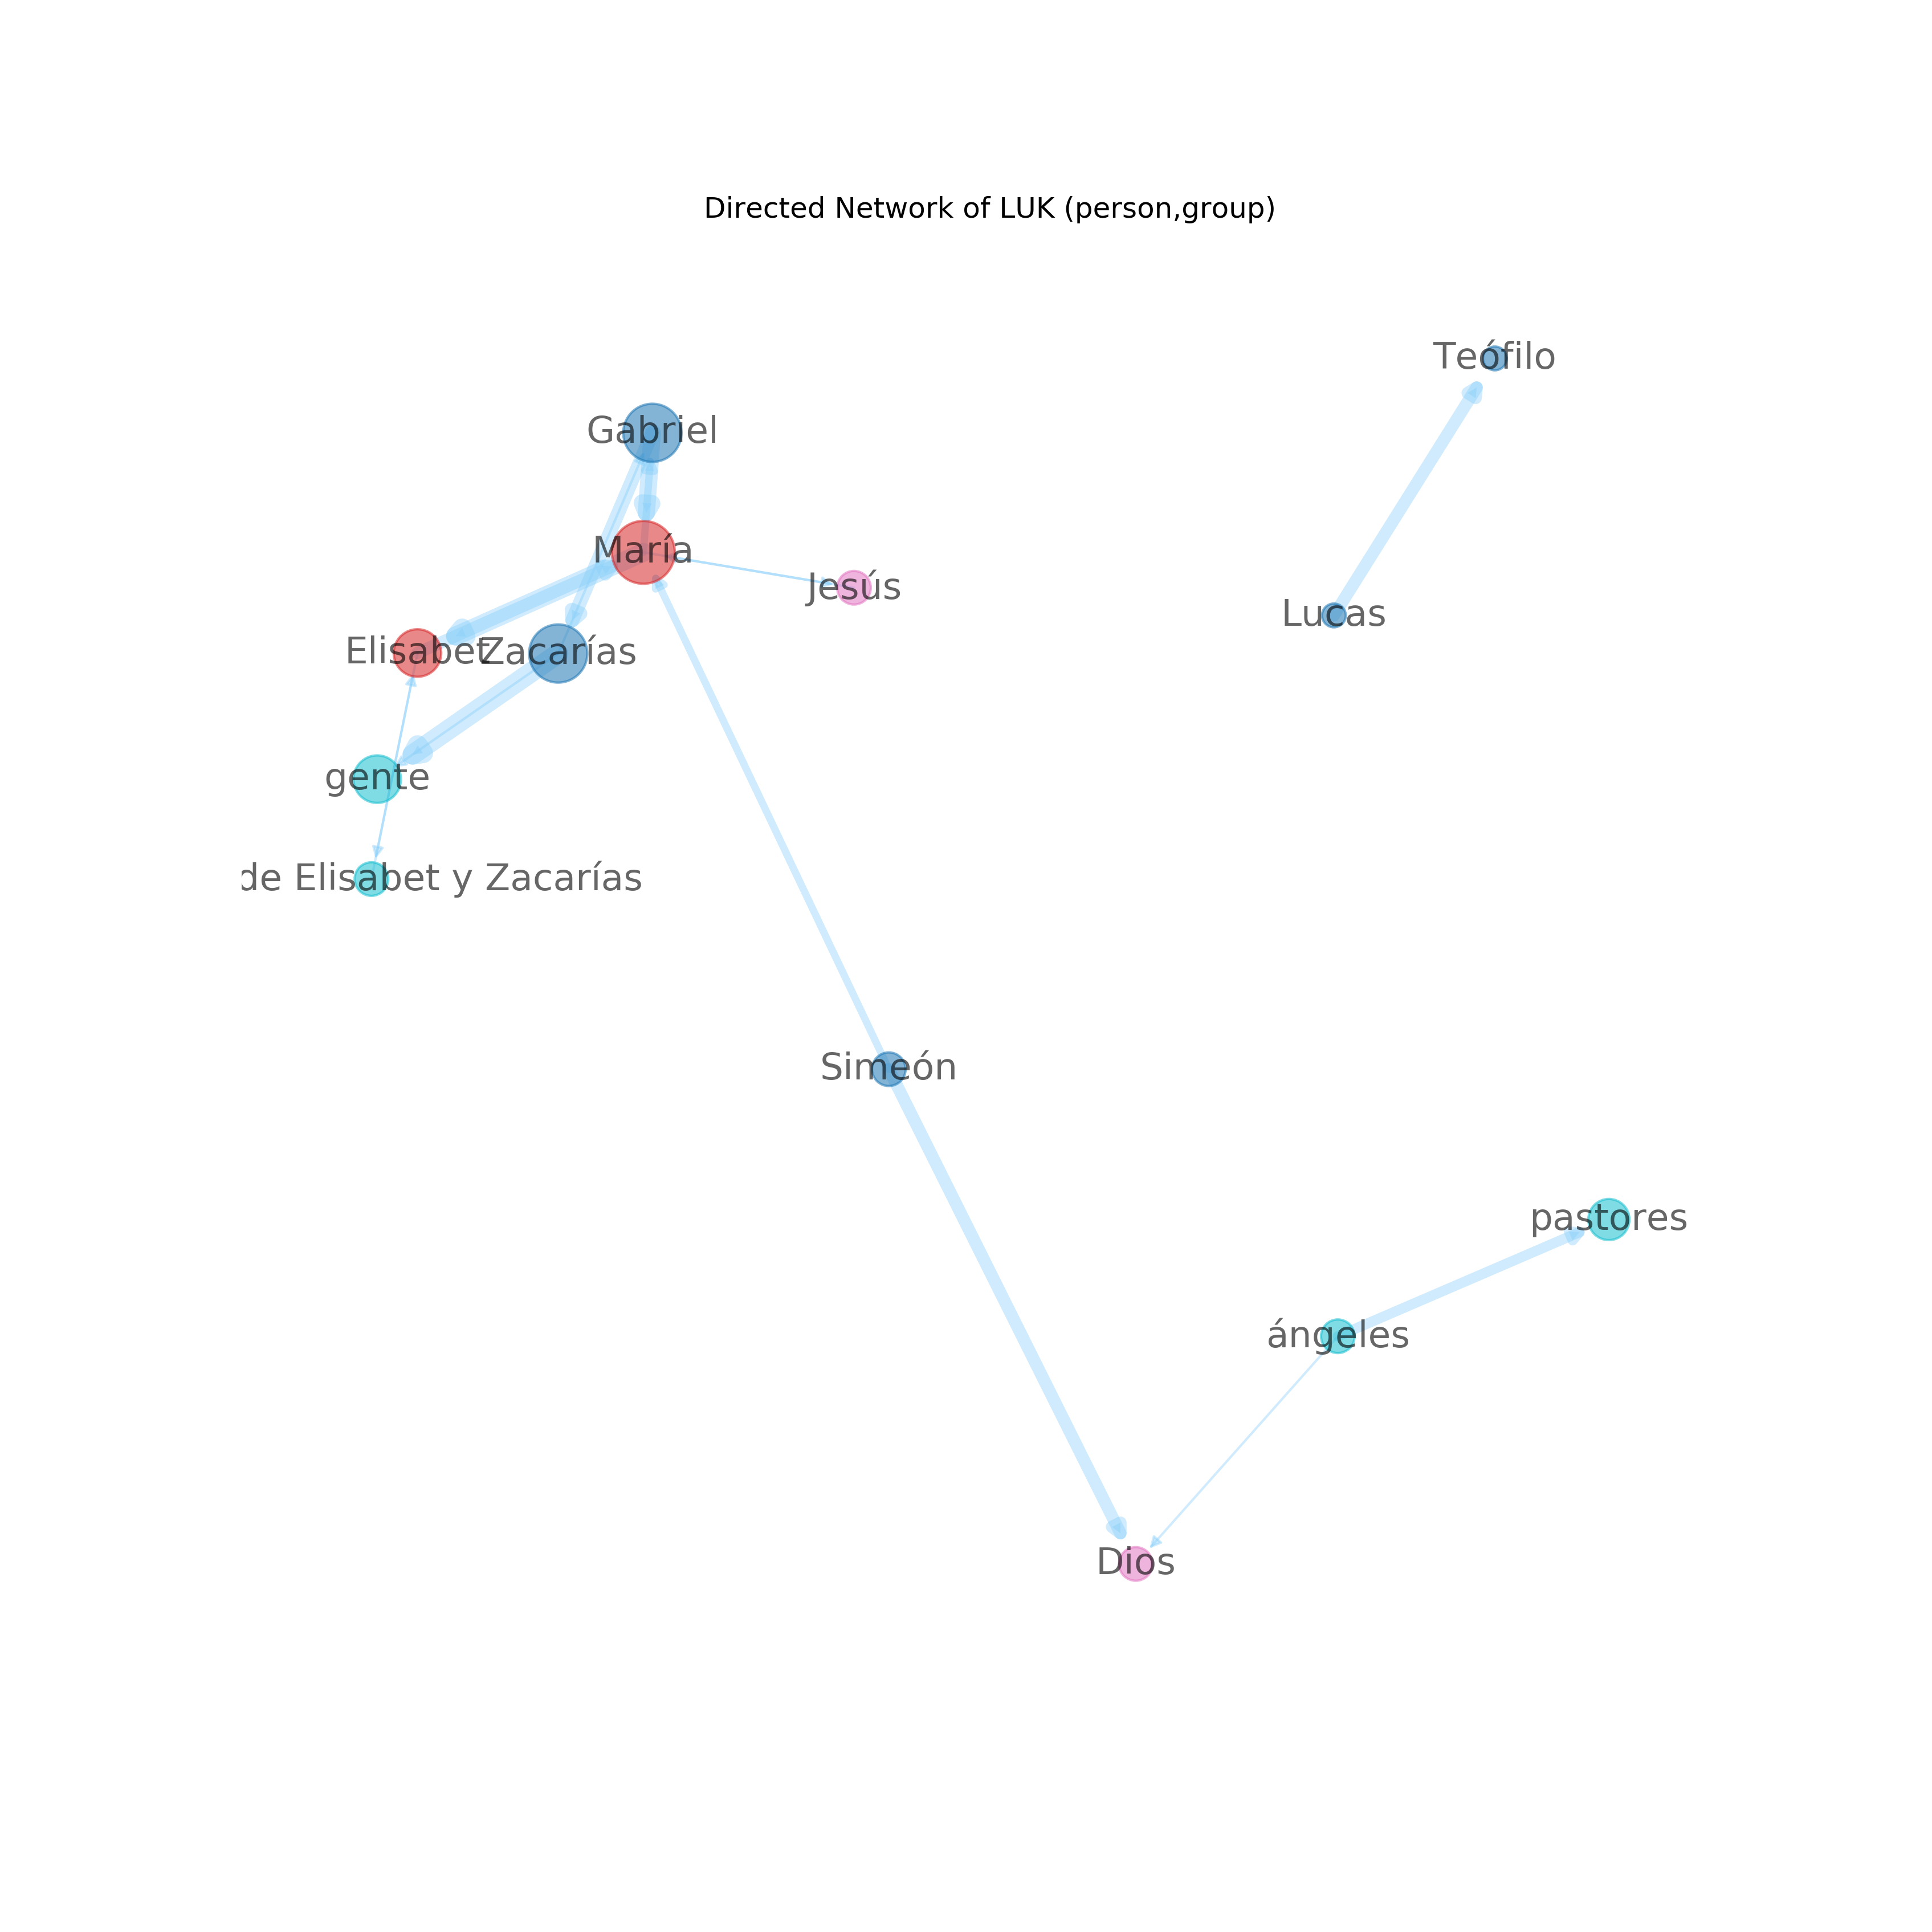 Directed Network of LUK (person,group)
Teófilo
Gabriel
María
Jesús
Lucas
Elisabet
Zacarías
gente
de Elisabet y Zacarías
Simeón
pastores
ángeles
Dios